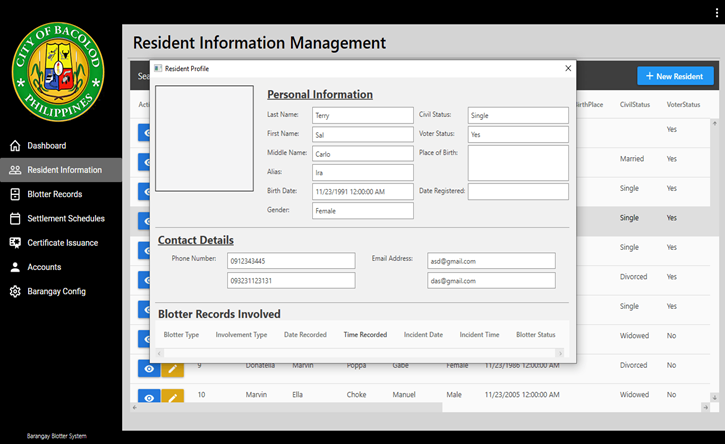 CITY OF BACOLOD
PHILIPPINES
Dashboard
Resident Information
Blotter Records
Settlement Schedules
Certificate Issuance
Accounts
Barangay Config
Barangay Blotter System
Resident Information Management
Sea
+ New Resident
Acti
BirthPlace CivilStatus VoterStatus
Yes
Married Yes
Single Yes
Single Yes
Single Yes
Divorced Yes
Single Yes
Widowed No
9 Donatella Marvin Poppa Gabe Female 11/23/1986 12:00:00 AM Divorced No
10 Marvin Ella Choke Manuel Male 11/23/2005 12:00:00 AM Widowed No
Resident Profile
Personal Information
Last Name: Terry Civil Status: Single
First Name: Sal Voter Status: Yes
Middle Name: Carlo Place of Birth:
Alias: Ira
Birth Date: 11/23/1991 12:00:00 AM Date Registered:
Gender: Female
Contact Details
Phone Number: 0912343445 Email Address: asd@gmail.com
093231123131 das@gmail.com
Blotter Records Involved
Blotter Type Involvement Type Date Recorded Time Recorded Incident Date Incident Time Blotter Status